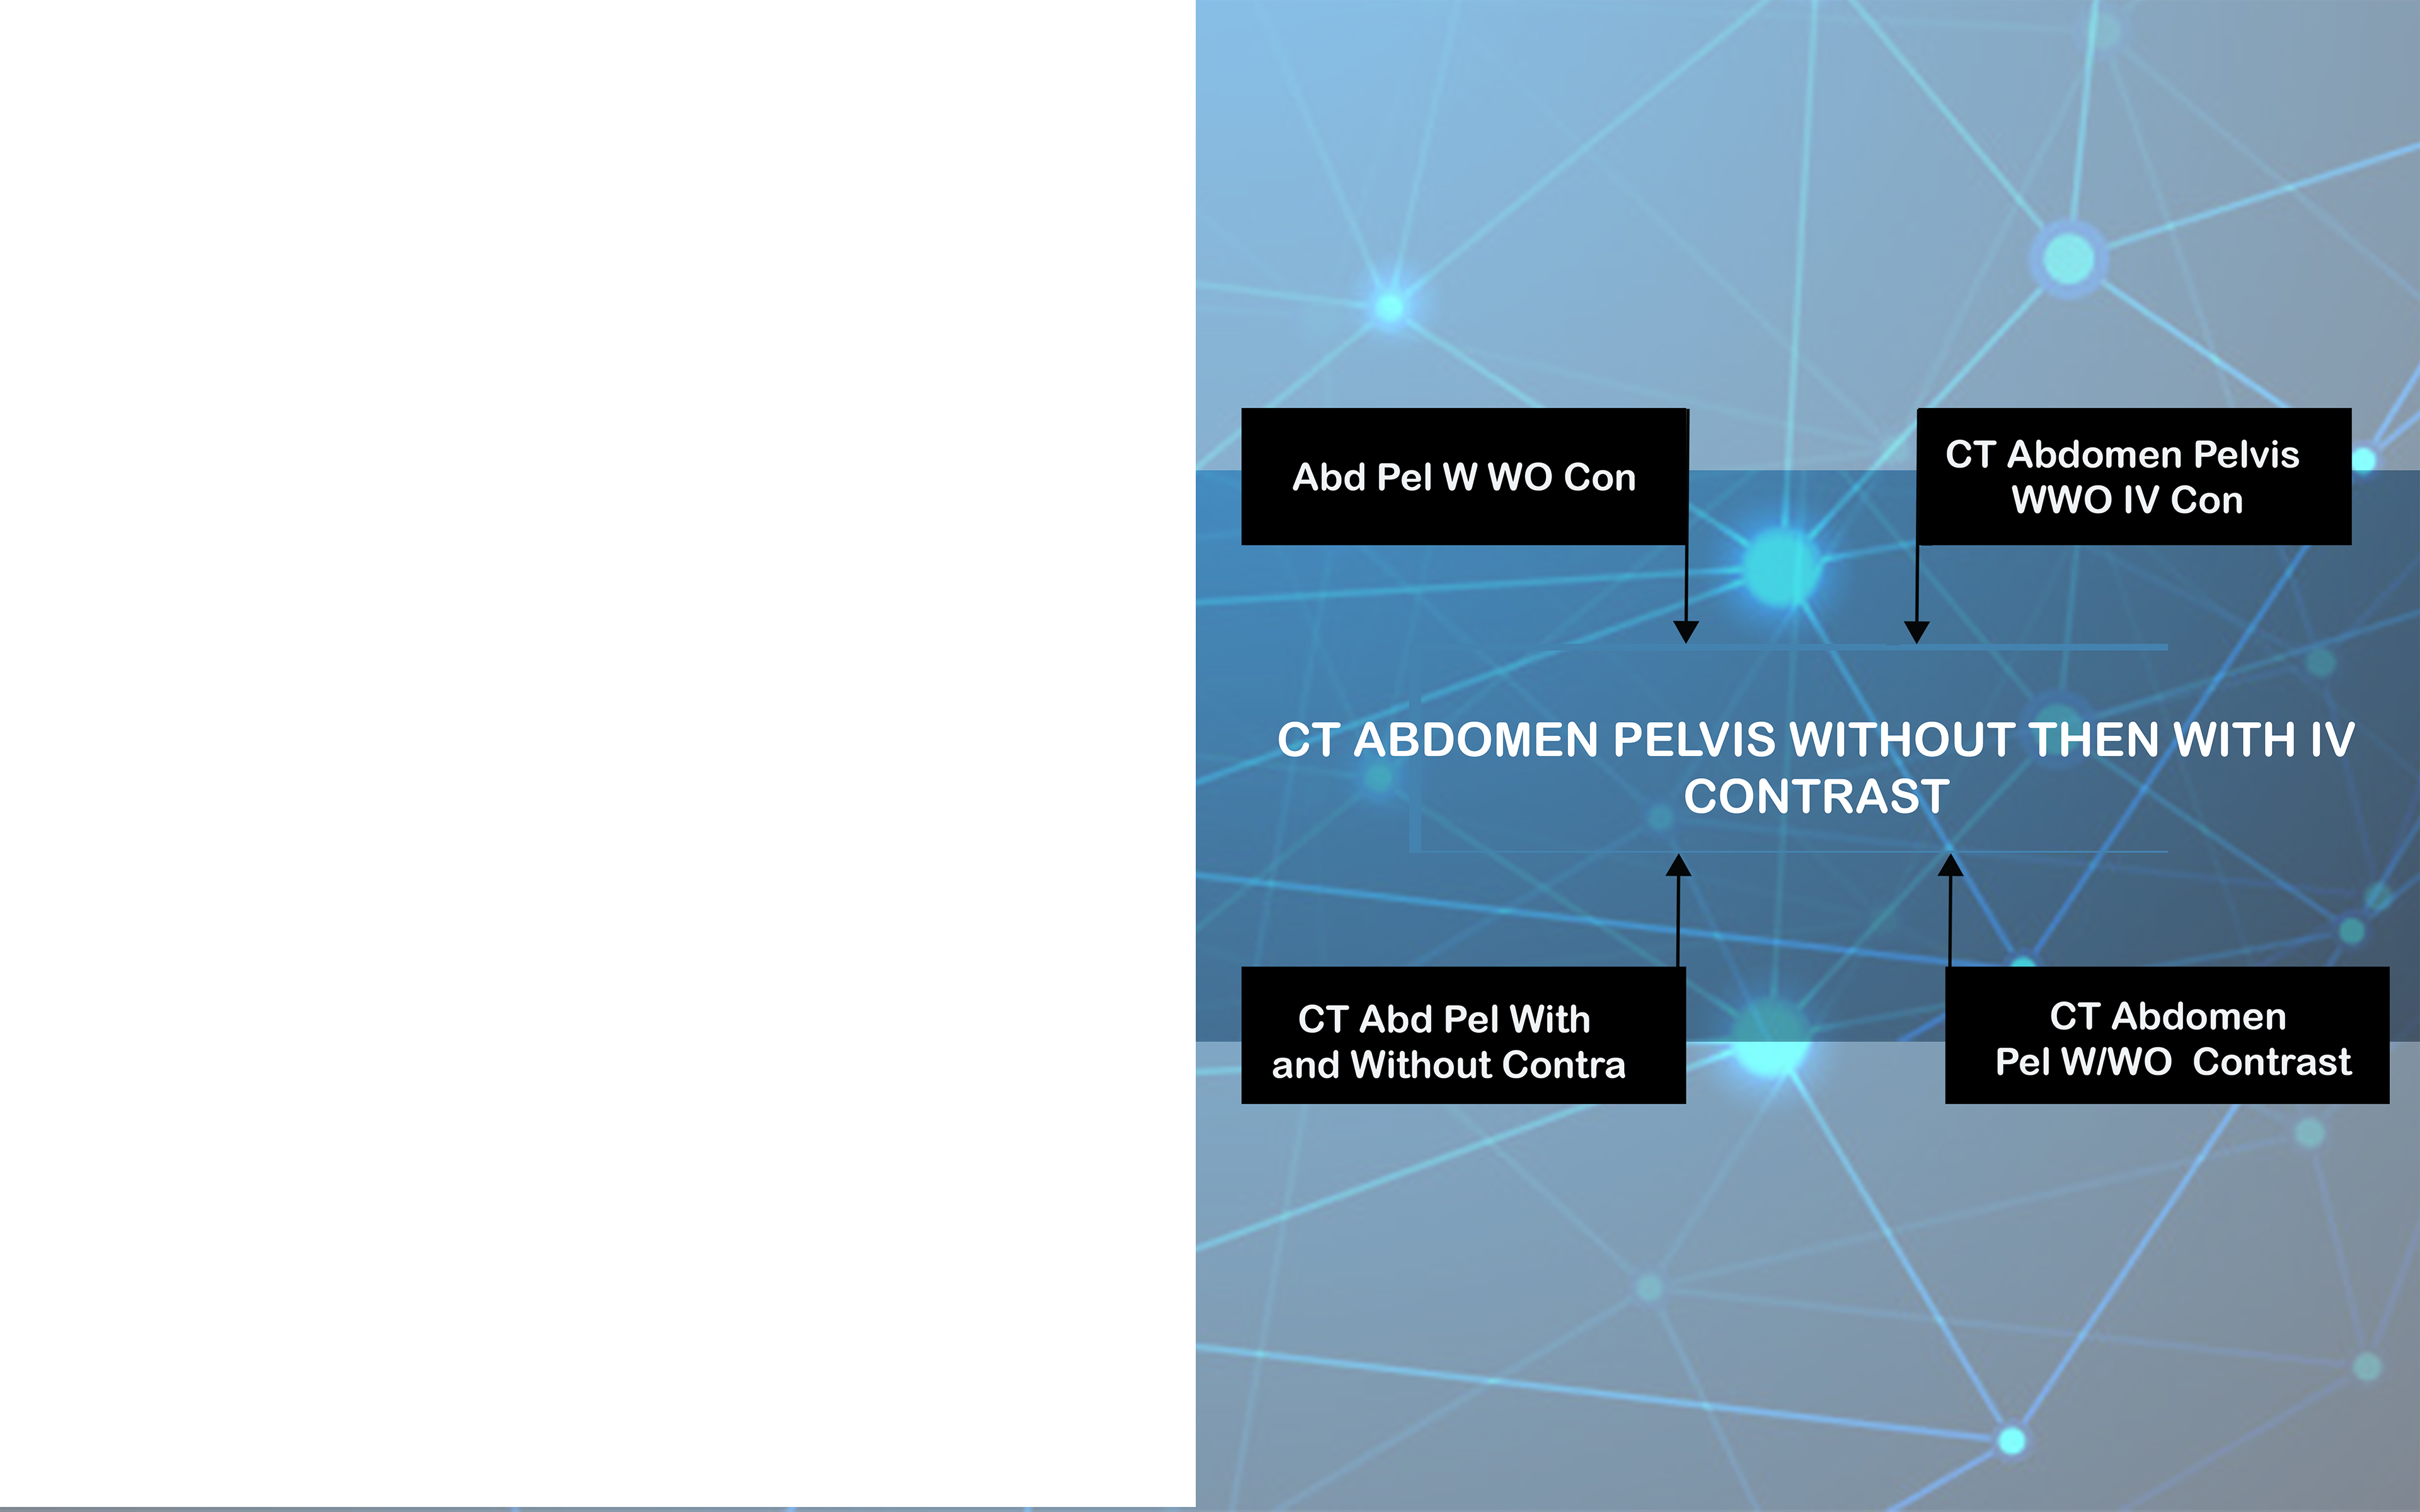 Abd Pel W WO Con
CT Abdomen Pelvis
WWO IV Con
CT ABDOMEN PELVIS WITHOUT THEN WITH IV
CONTRAST
CT Abd Pel With
and Without Contra
CT Abdomen
Pel W/WO Contrast